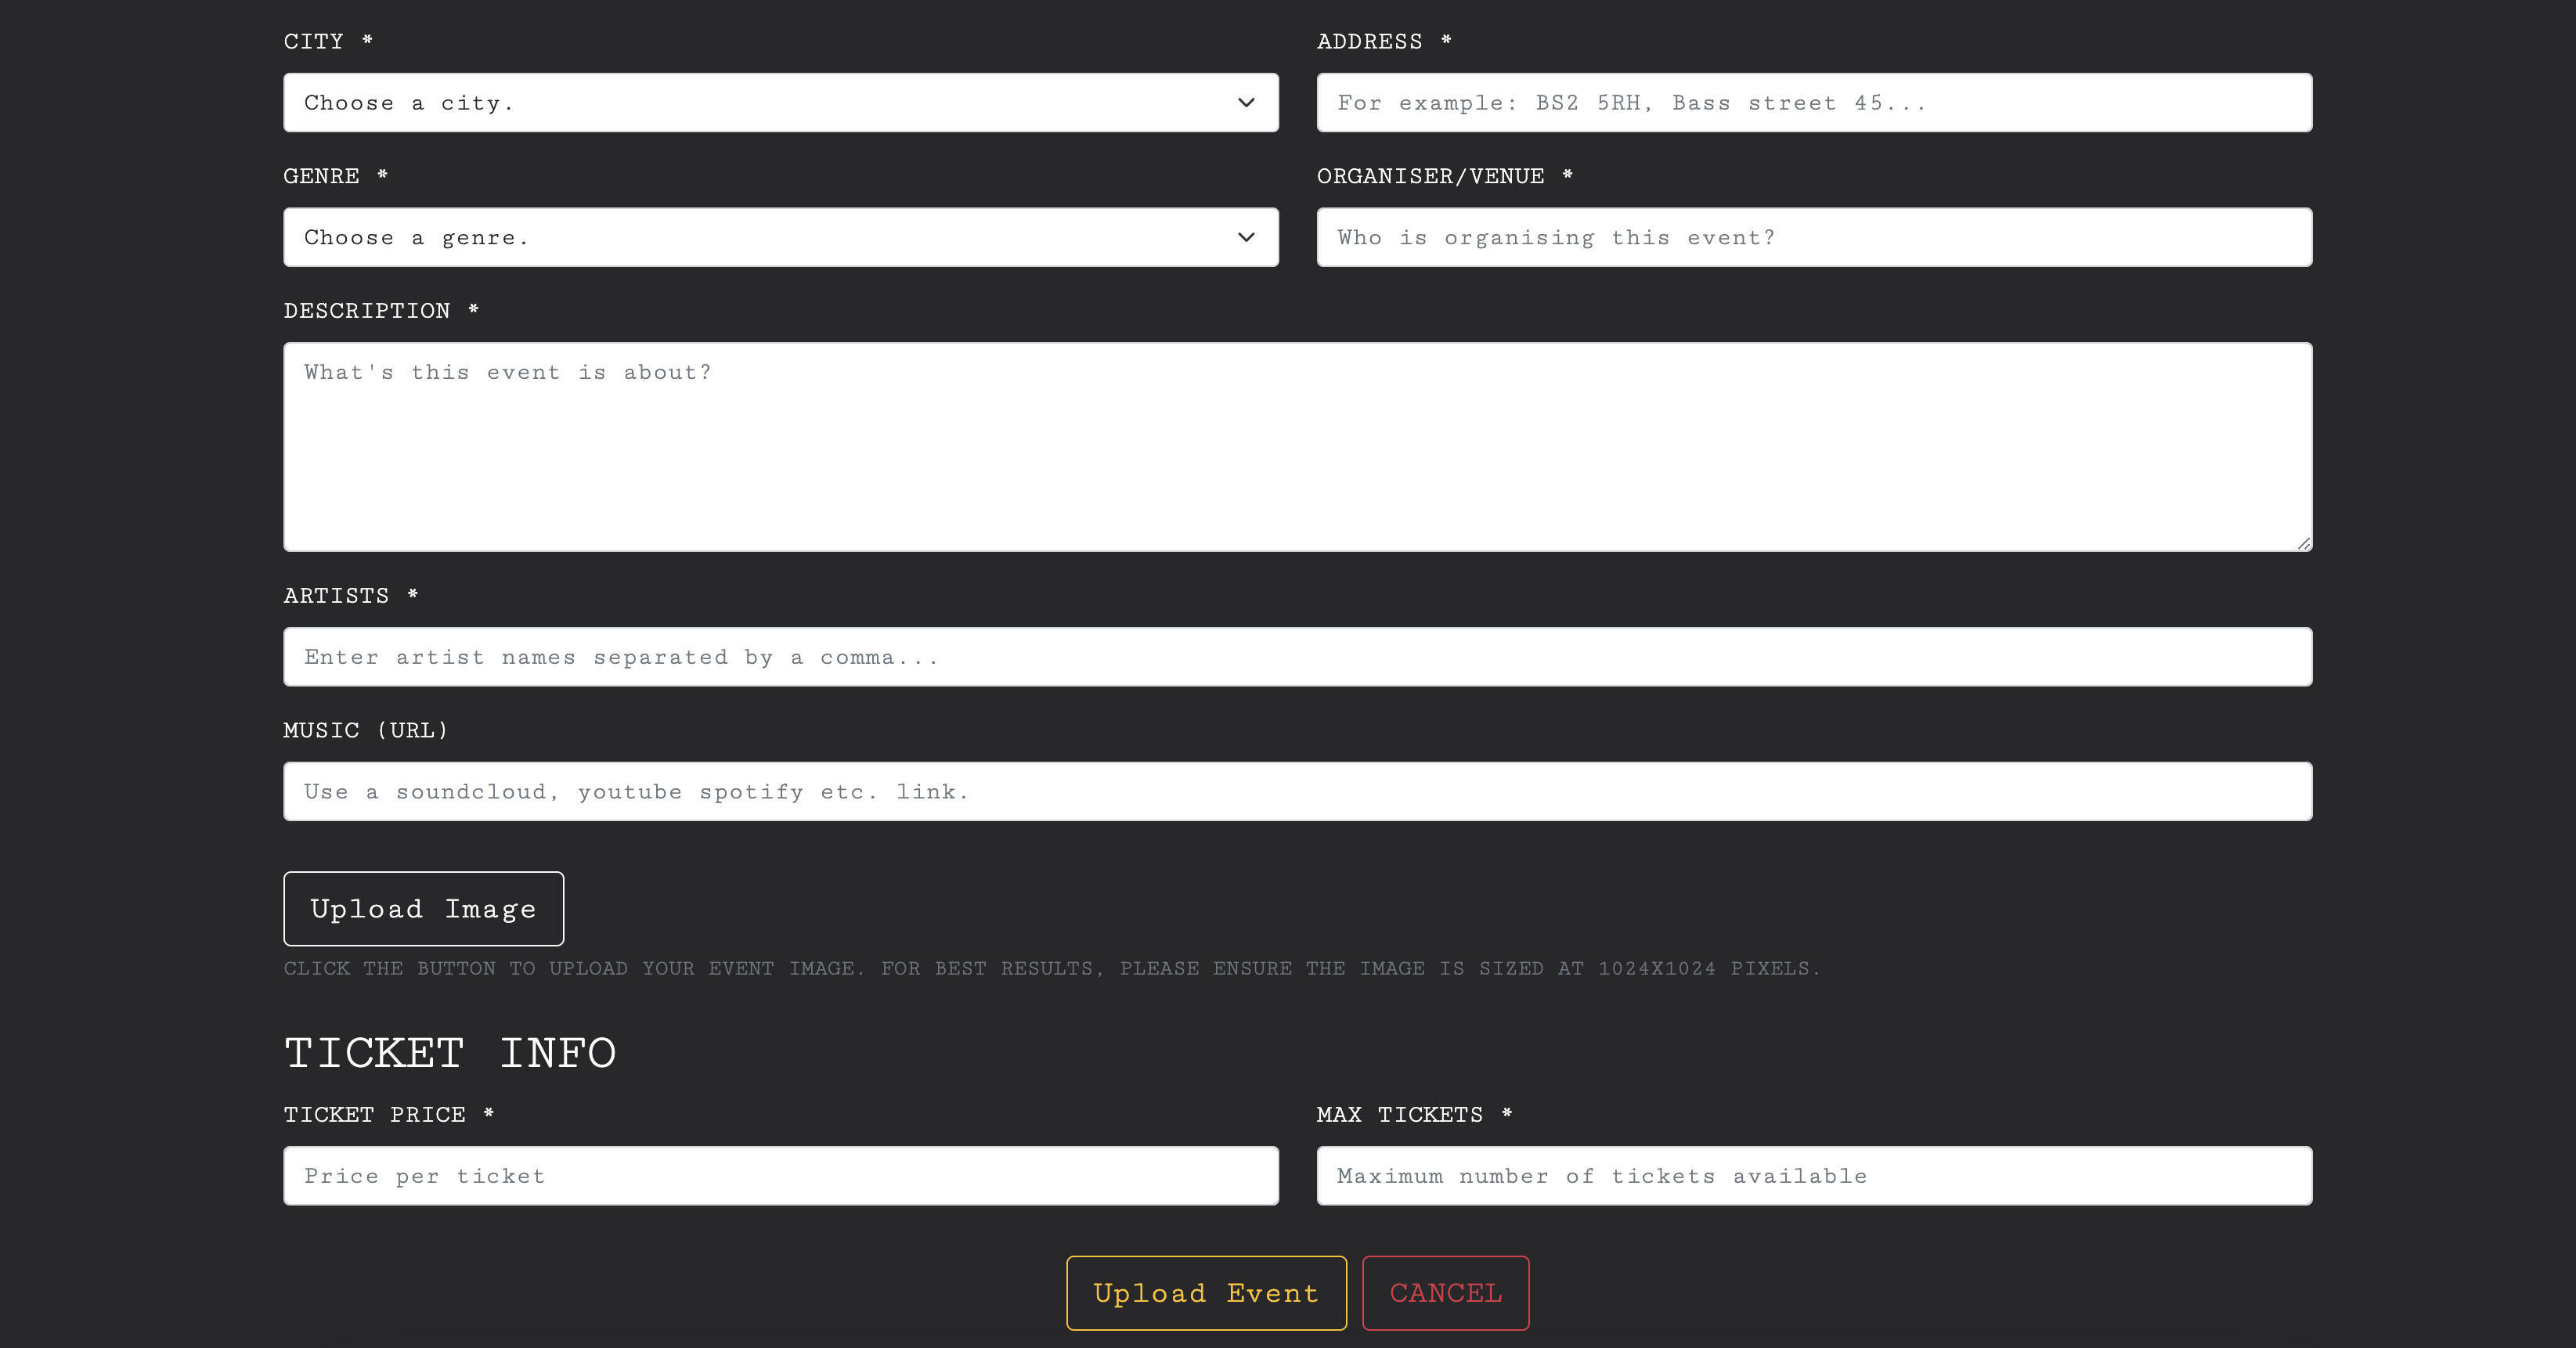 CITY *
ADDRESS *
Choose a city.
For example: BS2 5RH, Bass street 45...
GENRE *
ORGANISER/VENUE *
Choose a genre.
Who is organising this event?
DESCRIPTION *
What's this event is about?
ARTISTS *
Enter artist names separated by a comma...
MUSIC (URL)
Use a soundcloud, youtube spotify etc. link.
Upload Image
CLICK THE BUTTON TO UPLOAD YOUR EVENT IMAGE. FOR BEST RESULTS, PLEASE ENSURE THE IMAGE IS SIZED AT 1024X1024 PIXELS.
TICKET INFO
TICKET PRICE *
MAX TICKETS *
Price per ticket
Maximum number of tickets available
Upload Event
CANCEL